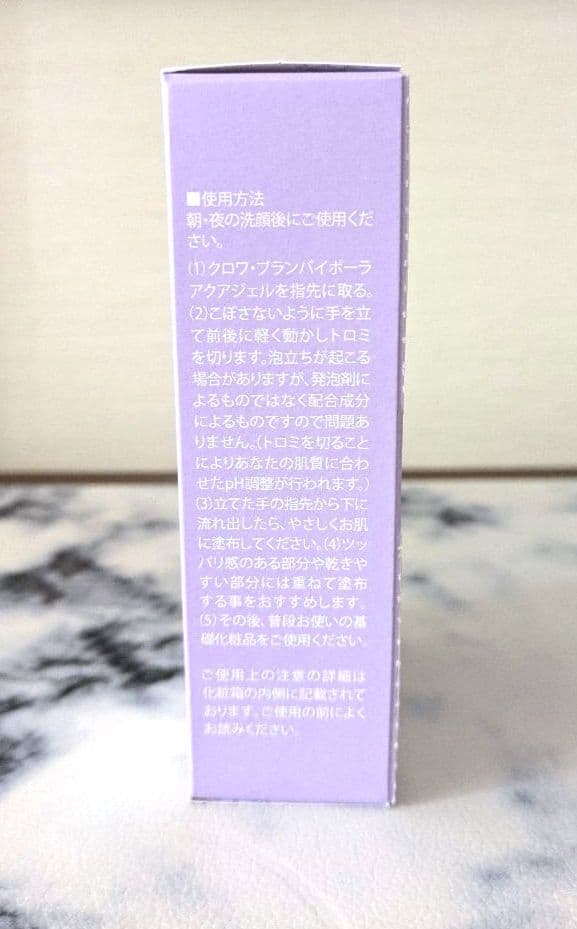 ■使用方法
朝・夜の洗顔後にご使用くだ
さい。
(1)クロワ・ブランバイポーラ
アクアジェルを指先に取る。
(2)こぼさないように手を立
て前後に軽く動かしトロミ
を切ります。泡立ちが起こる
場合がありますが、発泡剤に
よるものではなく配合成分
によるものですので問題あ
りません。(トロミを切ること
によりあなたの肌質に合わ
せたpH調整が行われます。)
(3)立てた手の指先から下に
流れ出したら、やさしくお肌
に塗布してください。(4)ツッ
パリ感のある部分や乾きや
すい部分には重ねて塗布
する事をおすすめします。
(5)その後、普段お使いの基
礎化粧品をご使用ください。
ご使用上の注意の詳細は
化粧箱の内側に記載されて
おります。ご使用の前によく
お読みください。